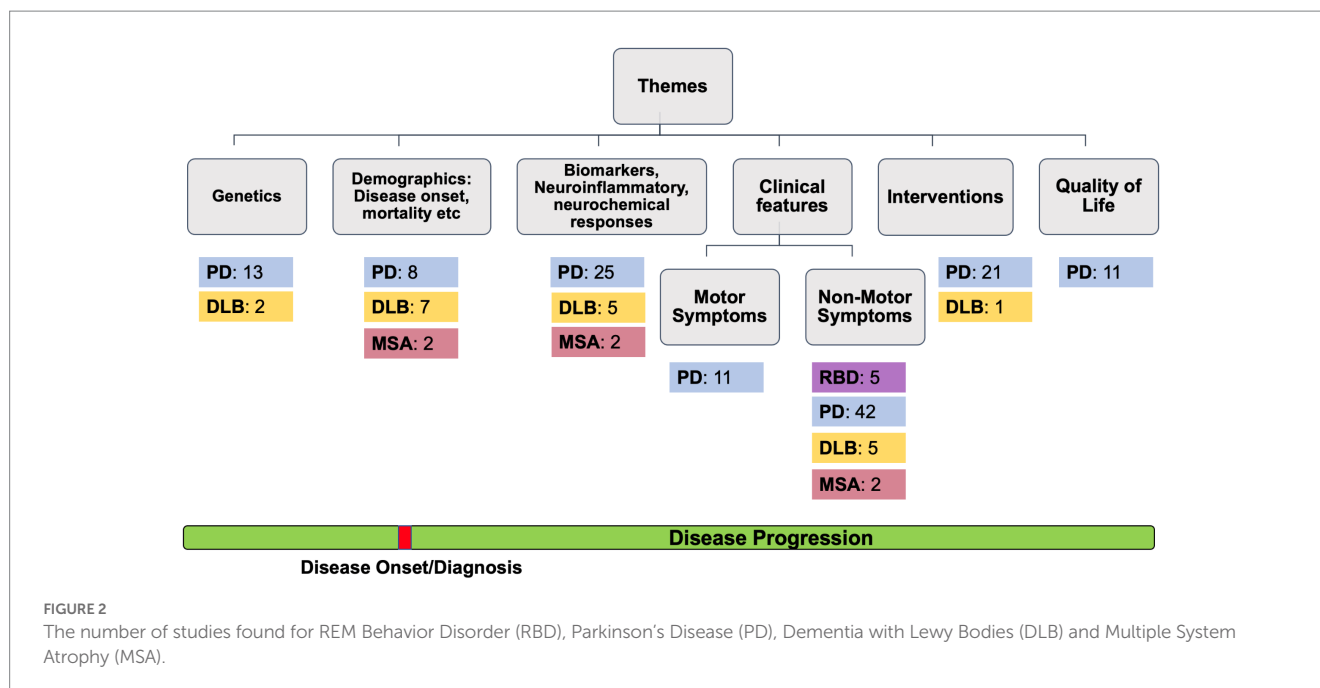 Themes
Genetics
Demographics:
Disease onset,
mortality etc
Biomarkers,
Neuroinflammatory,
neurochemical
responses
Clinical
features
Interventions
Quality of
Life
PD: 13
DLB: 2
PD: 8
DLB: 7
MSA: 2
PD: 25
DLB: 5
MSA: 2
Motor
Symptoms
PD: 11
Non-Motor
Symptoms
RBD: 5
PD: 42
DLB: 5
MSA: 2
PD: 21
DLB: 1
PD: 11
Disease Progression
Disease Onset/Diagnosis
FIGURE 2
The number of studies found for REM Behavior Disorder (RBD), Parkinson's Disease (PD), Dementia with Lewy Bodies (DLB) and Multiple System
Atrophy (MSA).